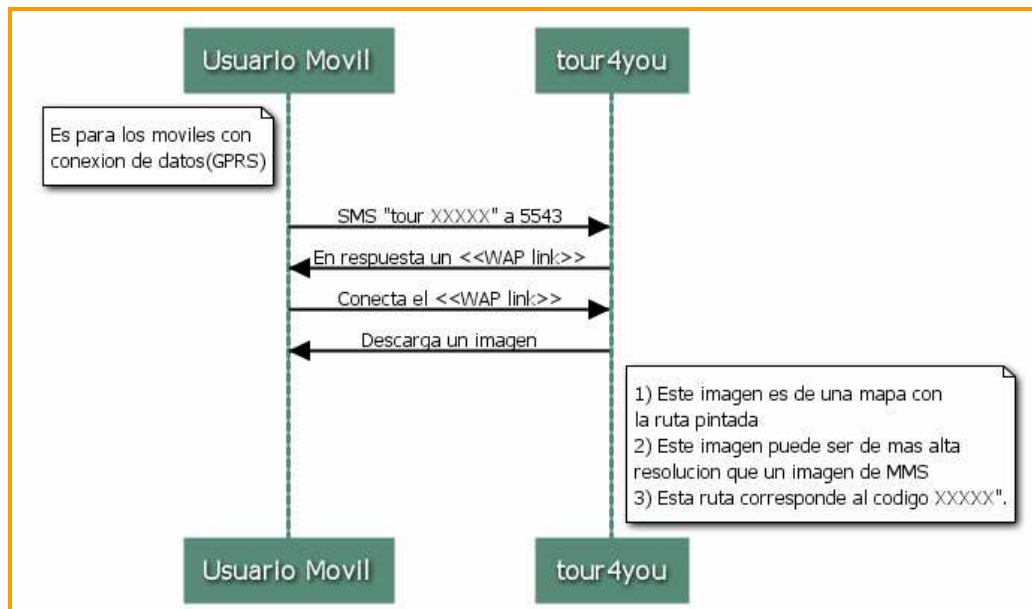 Usuario Movil
tour4you
Es para los moviles con
conexion de datos(GPRS)
SMS "tour XXXXX" a 5543
En respuesta un <<WAP link>>
Conecta el <<WAP link>>
Descarga un imagen
1) Este imagen es de una mapa con
la ruta pintada
2) Este imagen puede ser de mas alta
resolucion que un imagen de MMS
3) Esta ruta corresponde al codigo XXXXX".
Usuario Movil
tour4you